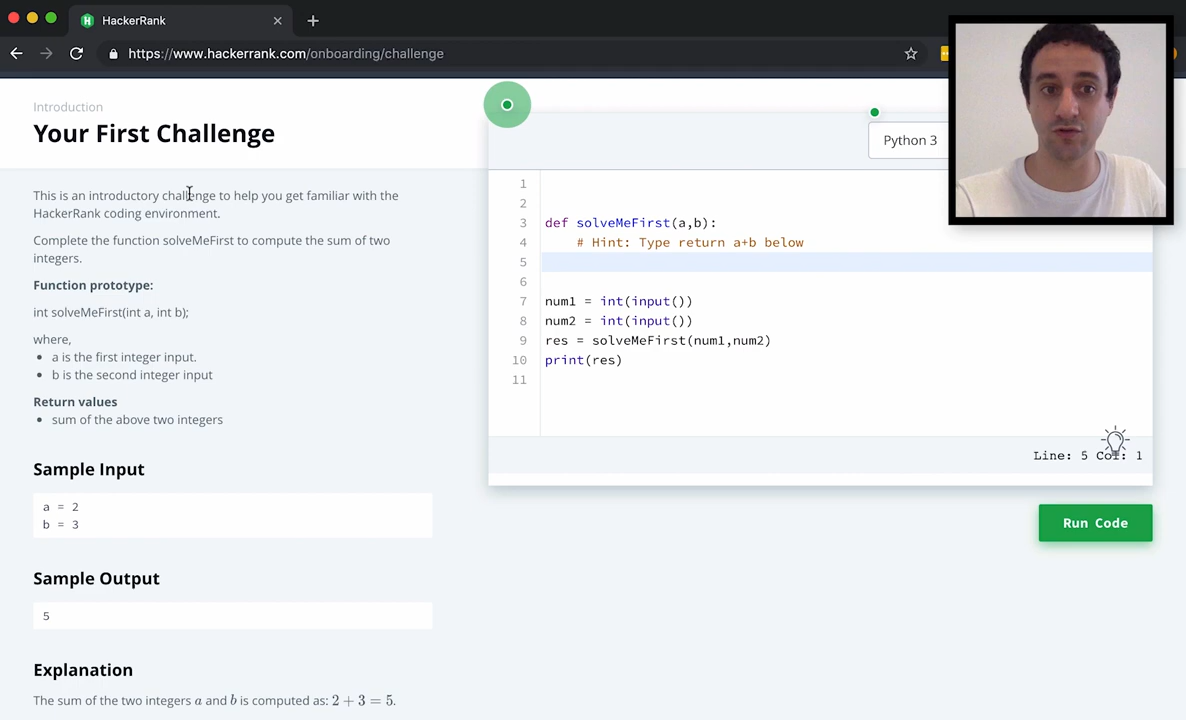 HackerRank
https://www.hackerrank.com/onboarding/challenge
Introduction
Your First Challenge
This is an introductory challenge to help you get familiar with the
HackerRank coding environment.
Complete the function solveMeFirst to compute the sum of two
integers.
Function prototype:
int solveMeFirst(int a, int b);
where,
a is the first integer input.
b is the second integer input
Return values
sum of the above two integers
Sample Input
a = 2
b = 3
Sample Output
5
Explanation
The sum of the two integers a and b is computed as: 2 + 3 = 5.
Python 3
1
2
3 def solveMeFirst(a,b):
4 # Hint: Type return a+b below
5
6
7 num1 = int(input())
8 num2 = int(input())
9 res = solveMeFirst(num1,num2)
10 print(res)
11
Line: 5 Col: 1
Run Code